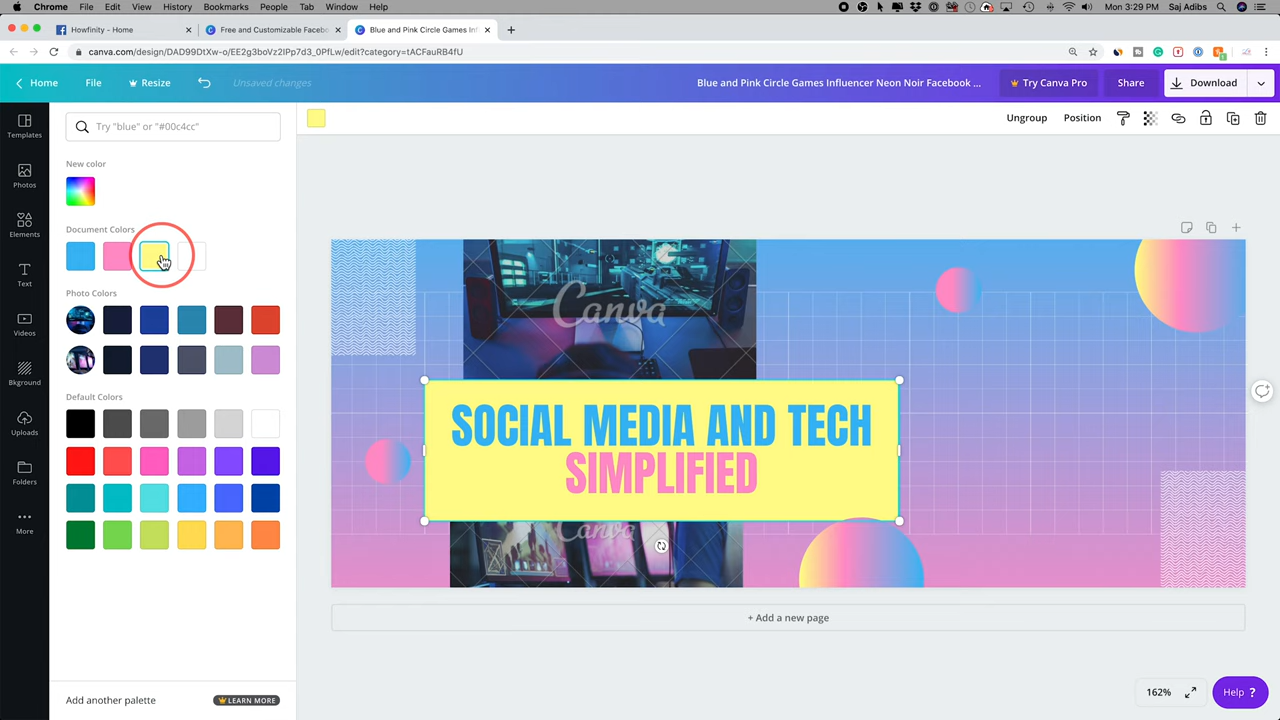 Chrome File Edit View History Bookmarks People Tab Window Help
Mon 3:29 PM Charbel Adibs
Howfinity - Home
Free and Customizable Facebo
Blue and Pink Circle Games Inf
canva.com/design/DAD99DtXw-o/EE2g3boVz2IPp7d3_0PfLw/edit?category=tACFauRB4fU
Home File Resize Unsaved changes
Blue and Pink Circle Games Influencer Neon Noir Facebook ...
Try Canva Pro Share Download
Templates
Photos
Elements
Text
Videos
Bkground
Uploads
Folders
More
Try "blue" or "#00c4cc"
New color
Document Colors
Photo Colors
Default Colors
Add another palette LEARN MORE
Ungroup Position
Canva
SOCIAL MEDIA AND TECH
SIMPLIFIED
Canva
+ Add a new page
162%
Help ?